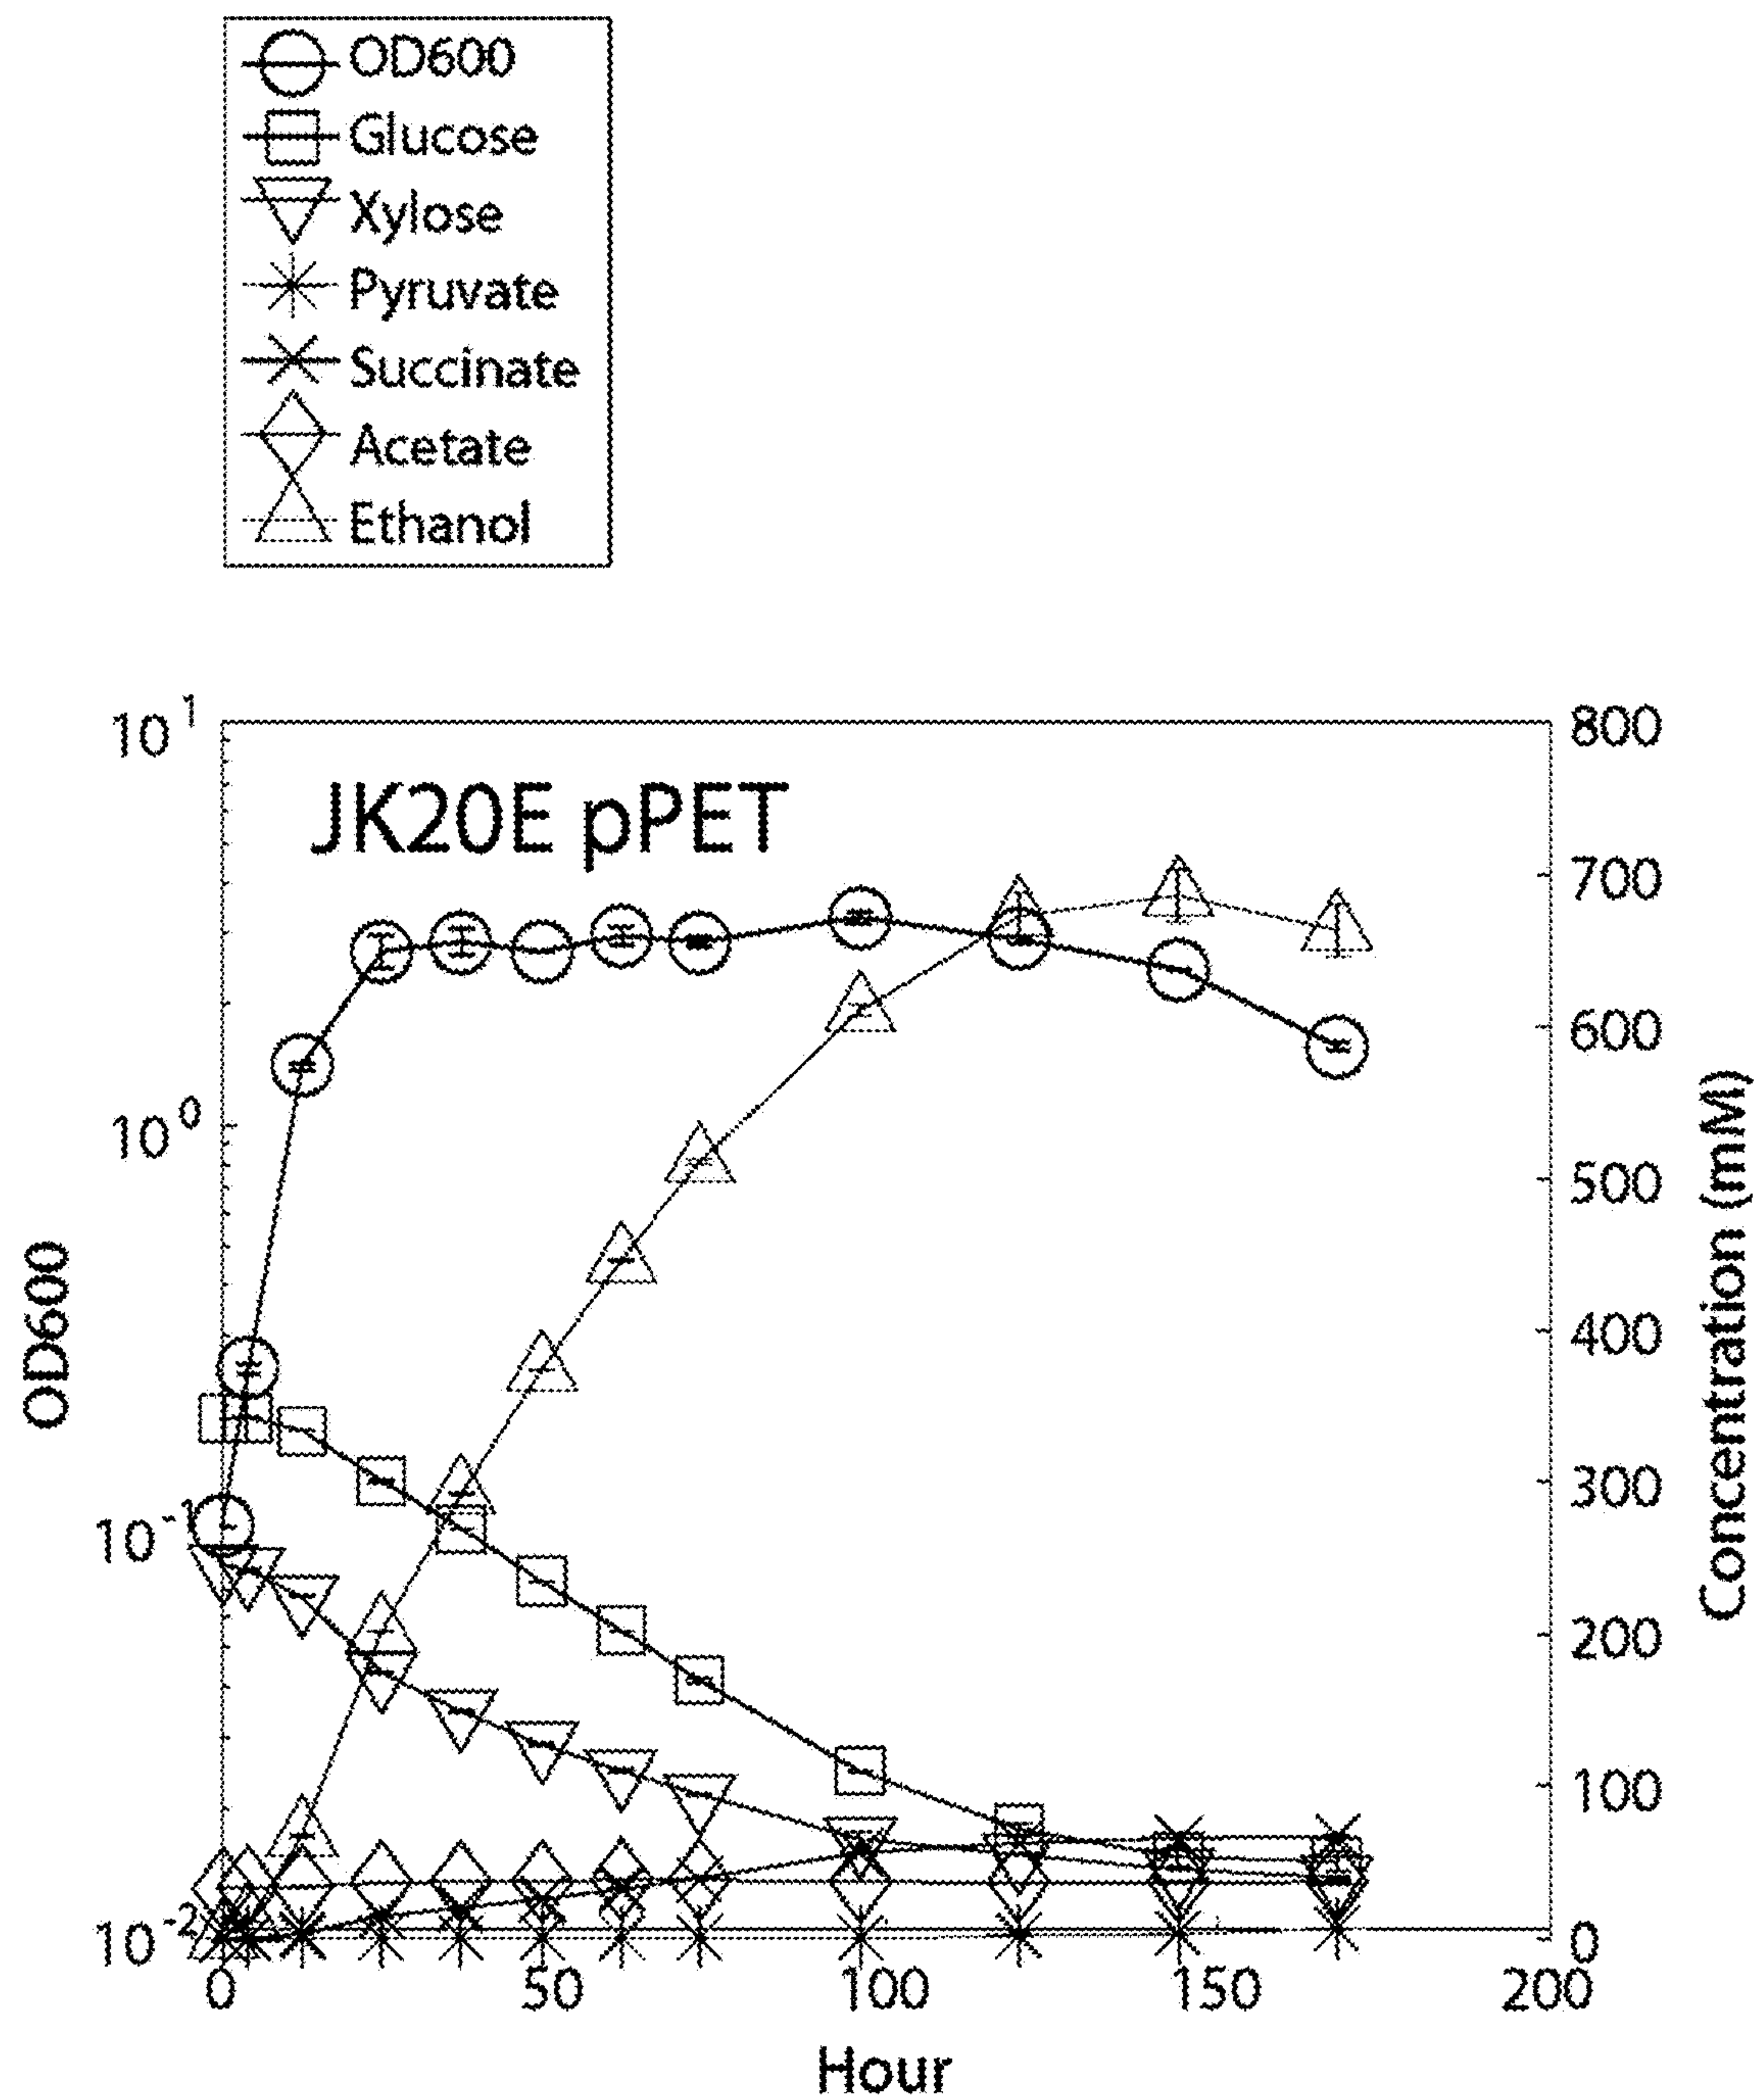 OD600
Glucose
Xylose
Pyruvate
Succinate
Acetate
Ethanol
JK20E pPET
10^1
10^0
10^-1
10^-2
OD600
800
700
600
500
400
300
200
100
0
Concentration (mM)
0 50 100 150 200
Hour